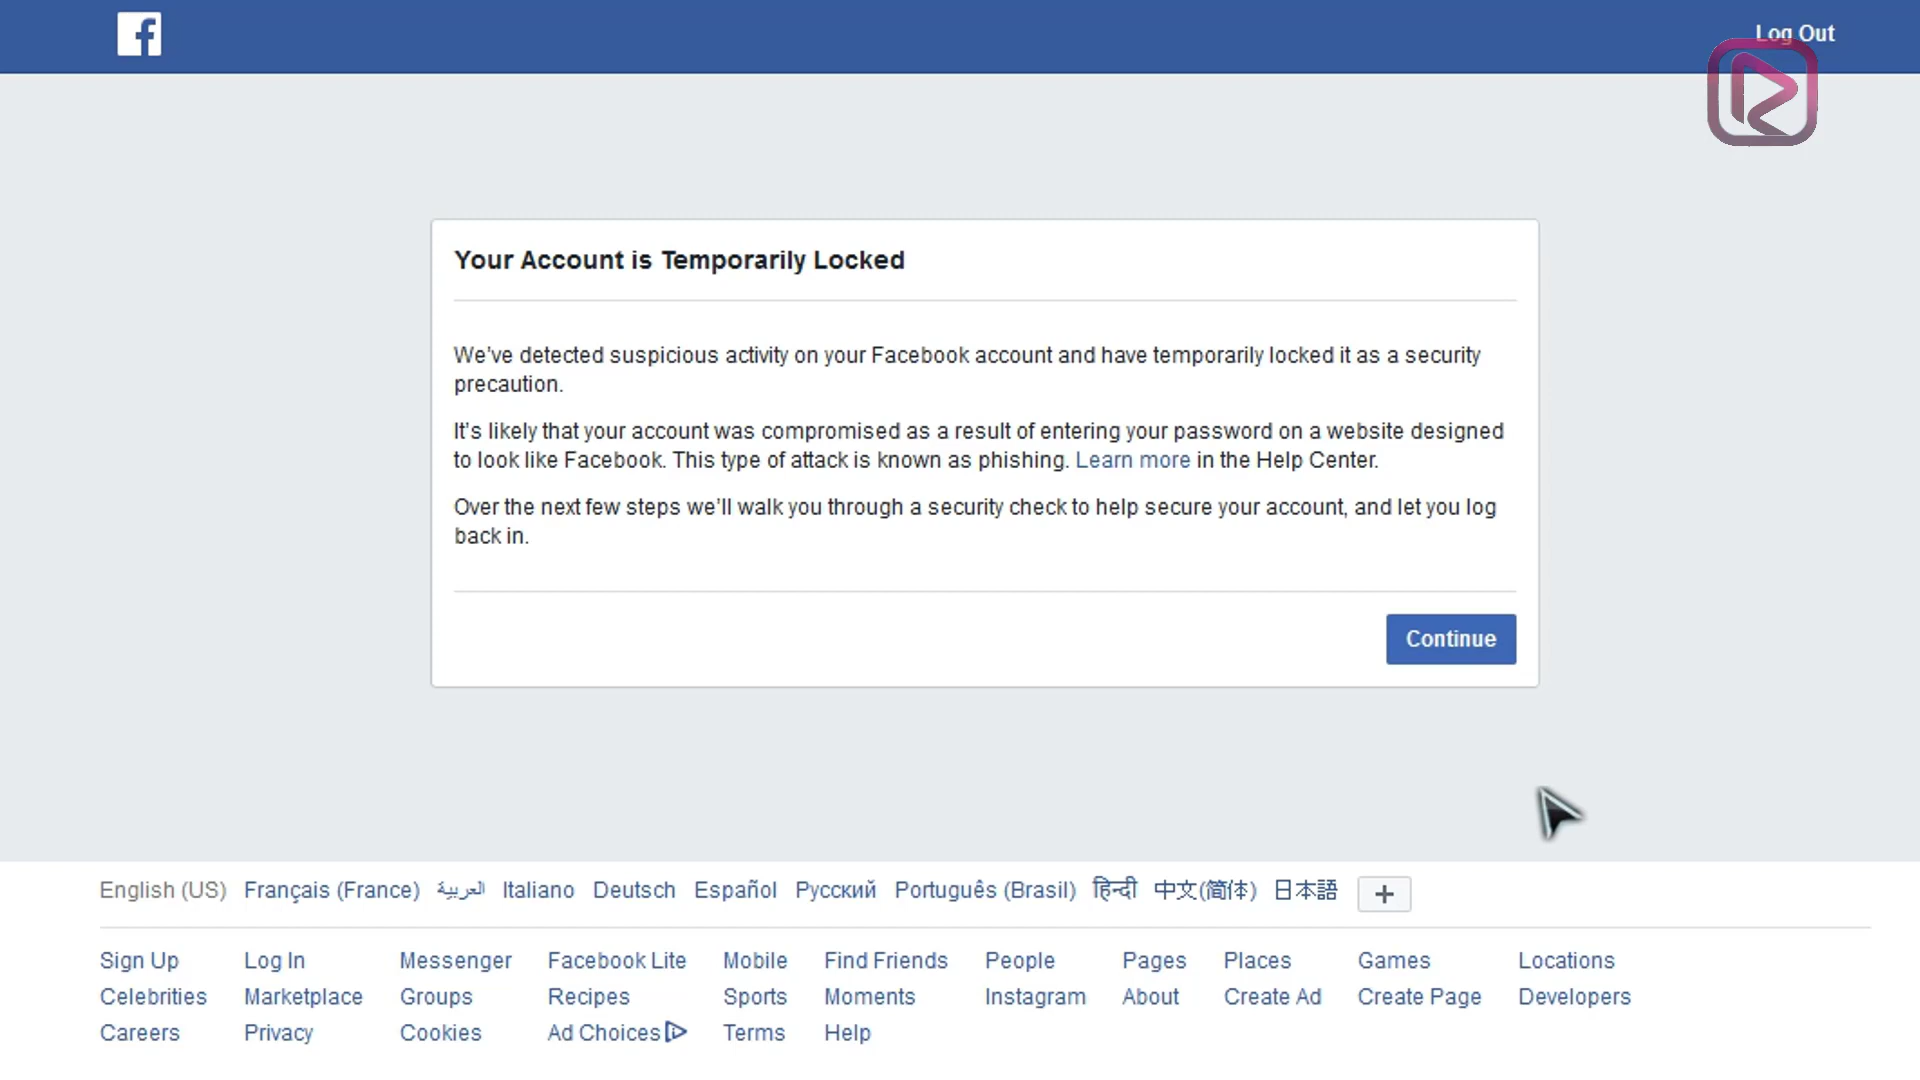 Log Out
Your Account is Temporarily Locked
We've detected suspicious activity on your Facebook account and have temporarily locked it as a security
precaution.
It's likely that your account was compromised as a result of entering your password on a website designed
to look like Facebook. This type of attack is known as phishing. Learn more in the Help Center.
Over the next few steps we'll walk you through a security check to help secure your account, and let you log
back in.
Continue
English (US) Français (France) العربية Italiano Deutsch Español Русский Português (Brasil) हिन्दी 中文(简体) 日本語 +
Sign Up Log In Messenger Facebook Lite Mobile Find Friends People Pages Places Games Locations
Celebrities Marketplace Groups Recipes Sports Moments Instagram About Create Ad Create Page Developers
Careers Privacy Cookies Ad Choices Terms Help